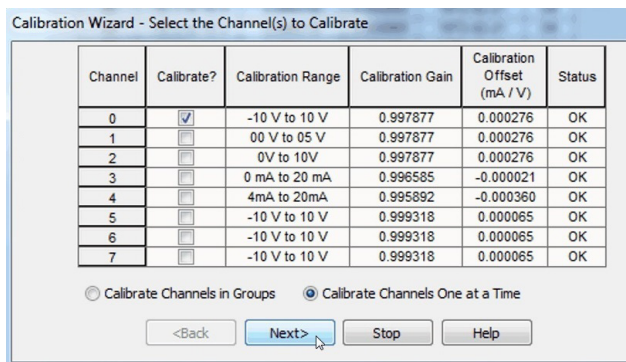 Calibration Wizard - Select the Channel(s) to Calibrate
Channel Calibrate? Calibration Range Calibration Gain Calibration Offset (mA / V) Status
0 -10 V to 10 V 0.997877 0.000276 OK
1 00 V to 05 V 0.997877 0.000276 OK
2 0V to 10V 0.997877 0.000276 OK
3 0 mA to 20 mA 0.996585 -0.000021 OK
4 4mA to 20mA 0.995892 -0.000360 OK
5 -10 V to 10 V 0.999318 0.000065 OK
6 -10 V to 10 V 0.999318 0.000065 OK
7 -10 V to 10 V 0.999318 0.000065 OK
Calibrate Channels in Groups Calibrate Channels One at a Time
<Back Next> Stop Help